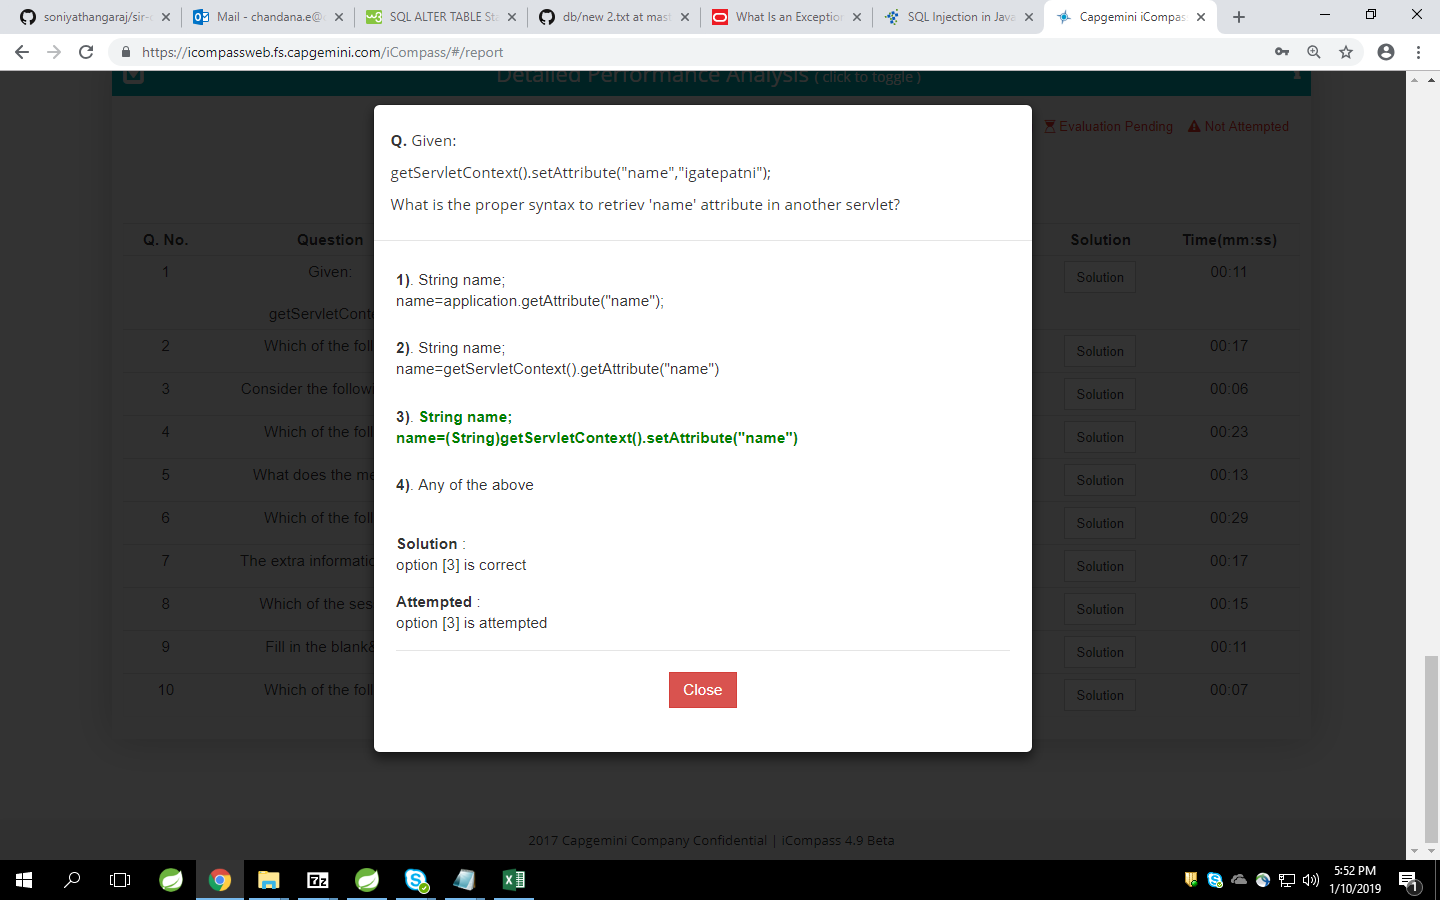 soniyathangaraj/sir-
Mail - chandana.e@
SQL ALTER TABLE Sta
db/new 2.txt at mast
What Is an Exception
SQL Injection in Java
Capgemini iCompass
https://icompassweb.fs.capgemini.com/iCompass/#/report
Detailed Performance Analysis ( click to toggle )
Evaluation Pending Not Attempted
Q. No. Question Solution Time(mm:ss)
1 Given: Solution 00:11
getServletConte
2 Which of the foll Solution 00:17
3 Consider the follow Solution 00:06
4 Which of the foll Solution 00:23
5 What does the me Solution 00:13
6 Which of the foll Solution 00:29
7 The extra informatio Solution 00:17
8 Which of the ses Solution 00:15
9 Fill in the blank& Solution 00:11
10 Which of the foll Solution 00:07
Q. Given:
getServletContext().setAttribute("name","igatepatni");
What is the proper syntax to retriev 'name' attribute in another servlet?
1). String name;
name=application.getAttribute("name");
2). String name;
name=getServletContext().getAttribute("name")
3). String name;
name=(String)getServletContext().setAttribute("name")
4). Any of the above
Solution :
option [3] is correct
Attempted :
option [3] is attempted
Close
2017 Capgemini Company Confidential | iCompass 4.9 Beta
5:52 PM
1/10/2019